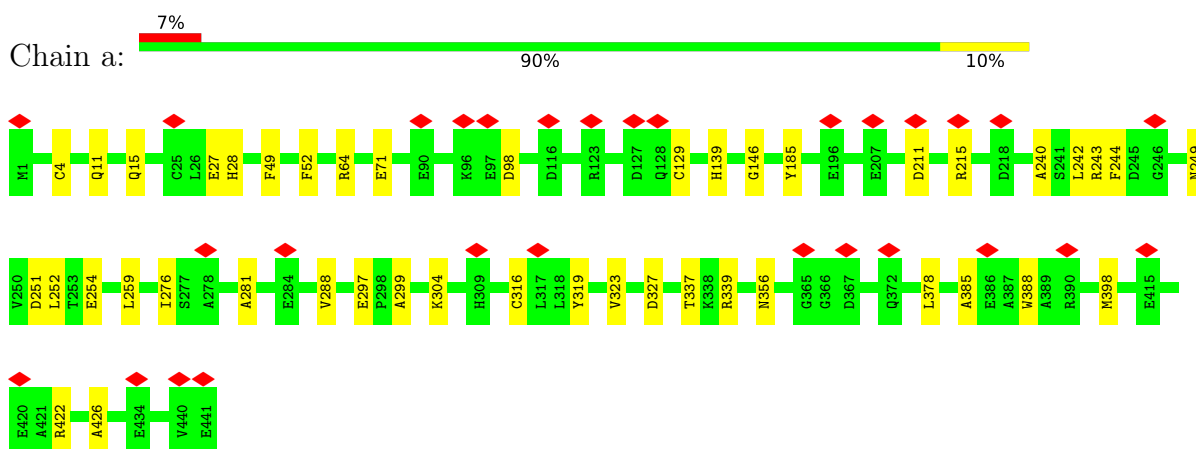 7%
Chain a:
90%
10%
M1 C4 Q11 Q15 C25 L26 E27 H28 F49 F52 R64 E71 E90 K96 E97 D98 D116 R123 D127 Q128 C129 H139 G146 Y185 E196 E207 D211 R215 D218 A240 S241 L242 R243 F244 D245 G246 N249
V250 D251 L252 T253 E254 L259 I276 S277 A278 A281 E284 V288 E297 P298 A299 K304 H309 C316 L317 L318 Y319 V323 D327 T337 K338 R339 N356 G365 G366 D367 Q372 L378 A385 E386 A387 W388 A389 R390 M398 E415
E420 A421 R422 A426 E434 V440 E441